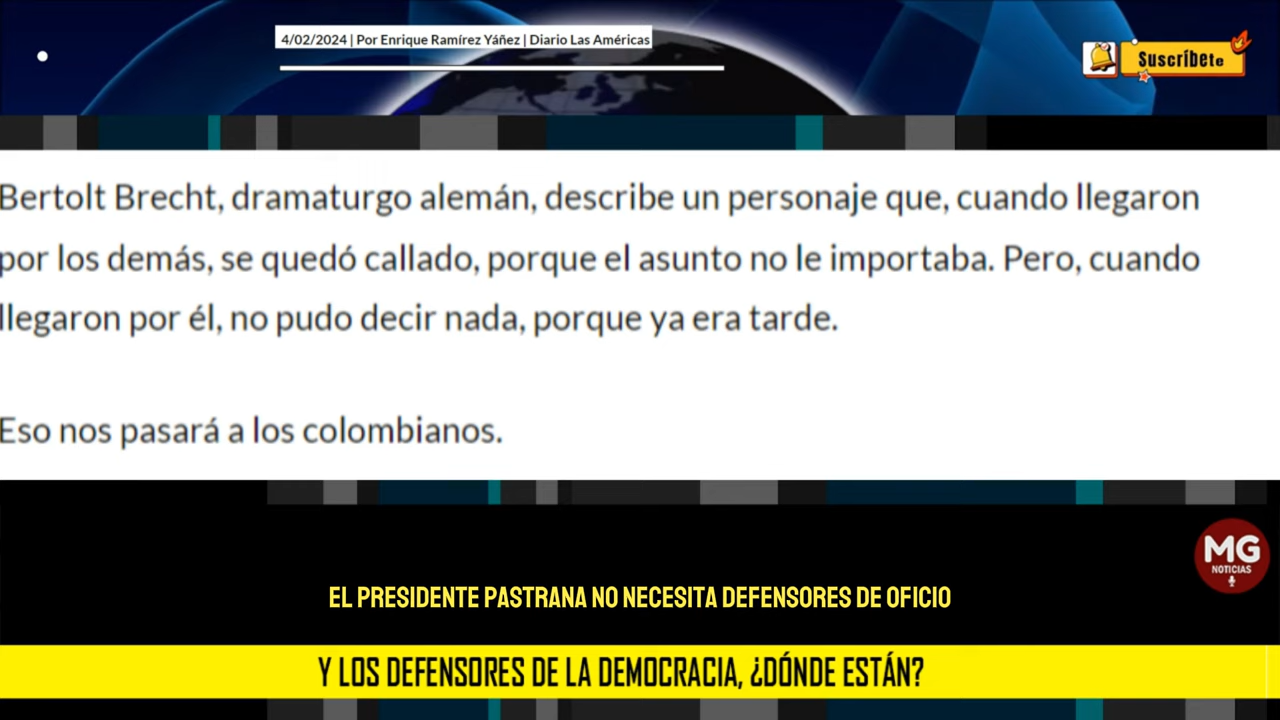 4/02/2024 | Por Enrique Ramírez Yáñez | Diario Las Américas
Suscríbete
Bertolt Brecht, dramaturgo alemán, describe un personaje que, cuando llegaron
por los demás, se quedó callado, porque el asunto no le importaba. Pero, cuando
llegaron por él, no pudo decir nada, porque ya era tarde.
Eso nos pasará a los colombianos.
MG
NOTICIAS
EL PRESIDENTE PASTRANA NO NECESITA DEFENSORES DE OFICIO
Y LOS DEFENSORES DE LA DEMOCRACIA, ¿DÓNDE ESTÁN?